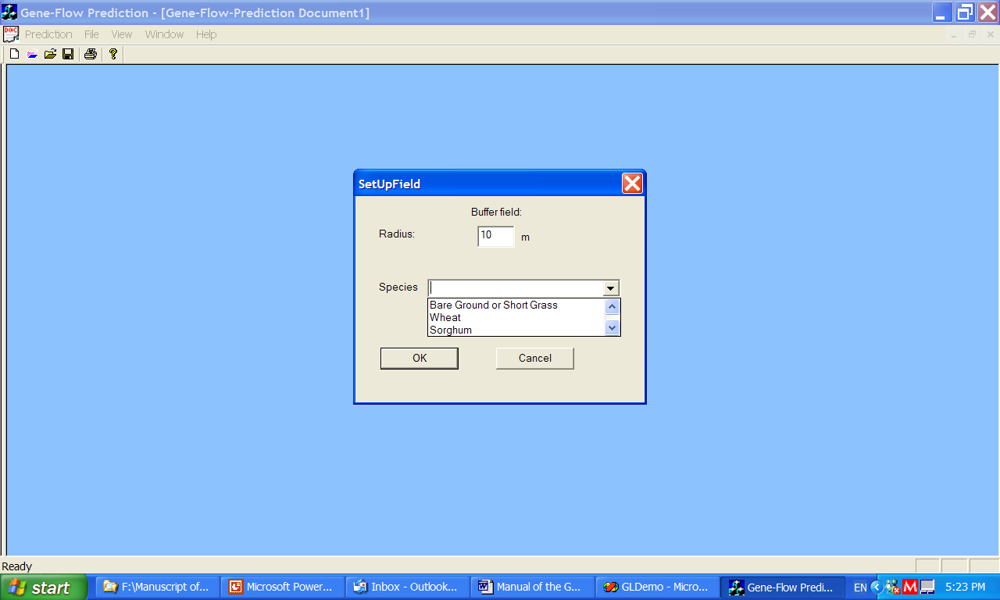 Gene-Flow Prediction - [Gene-Flow-Prediction Document1]
DOC
Prediction File View Window Help
SetUpField
Buffer field:
Radius: 10 m
Species
Bare Ground or Short Grass
Wheat
Sorghum
OK Cancel
Ready
start F:\Manuscript of... Microsoft Power... Inbox - Outlook... Manual of the G... GLDemo - Micro... Gene-Flow Predi... EN M 5:23 PM